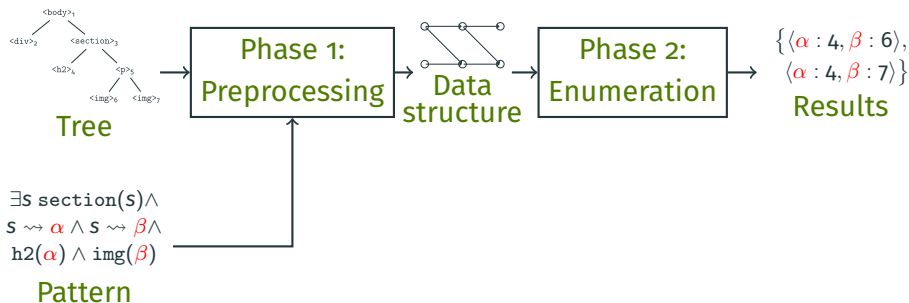 <body>₁
<div>₂ <section>₃
<h2>₄ <p>₅
<img>₆ <img>₇
Tree
Phase 1:
Preprocessing
Data
structure
Phase 2:
Enumeration
{⟨α : 4, β : 6⟩,
⟨α : 4, β : 7⟩}
Results
∃s section(s)∧
s ⇝ α ∧ s ⇝ β∧
h2(α) ∧ img(β)
Pattern